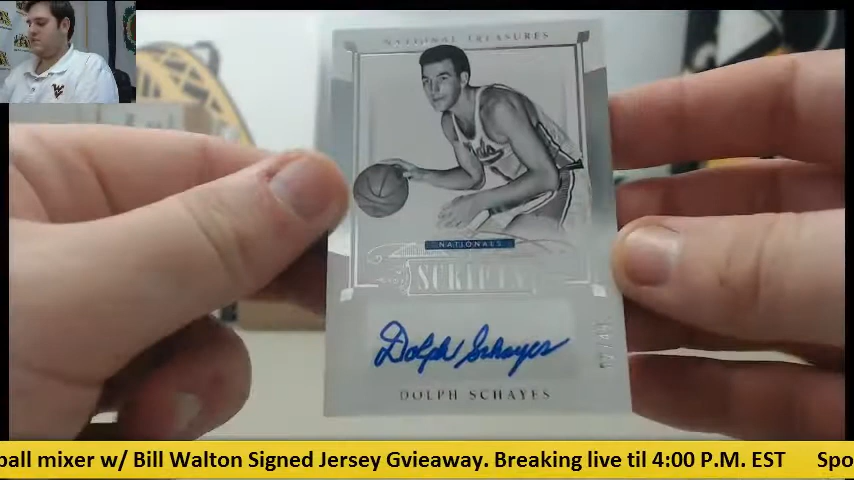 NATIONAL TREASURES
NATIONALS
SCRIPTS
Dolph Schayes
DOLPH SCHAYES
ball mixer w/ Bill Walton Signed Jersey Gvieaway. Breaking live til 4:00 P.M. EST Spo